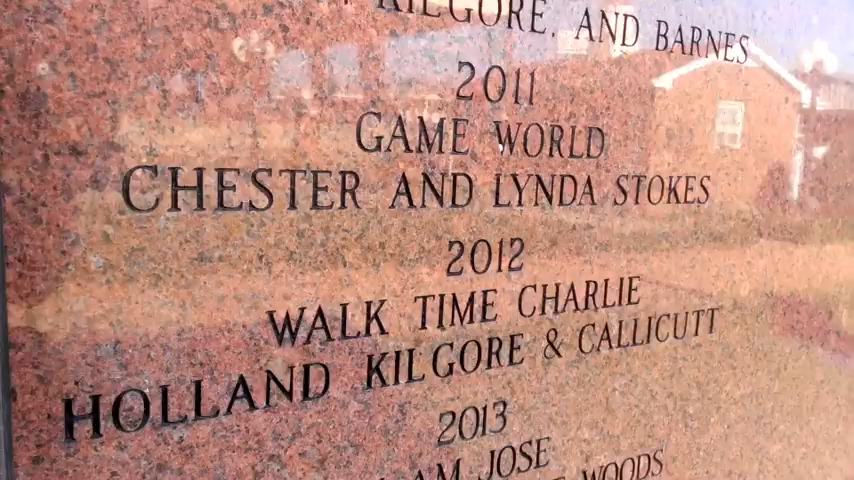 KILGORE, AND BARNES
2011
GAME WORLD
CHESTER AND LYNDA STOKES
2012
WALK TIME CHARLIE
HOLLAND KILGORE & CALLICUTT
2013
JOSE
WOODS